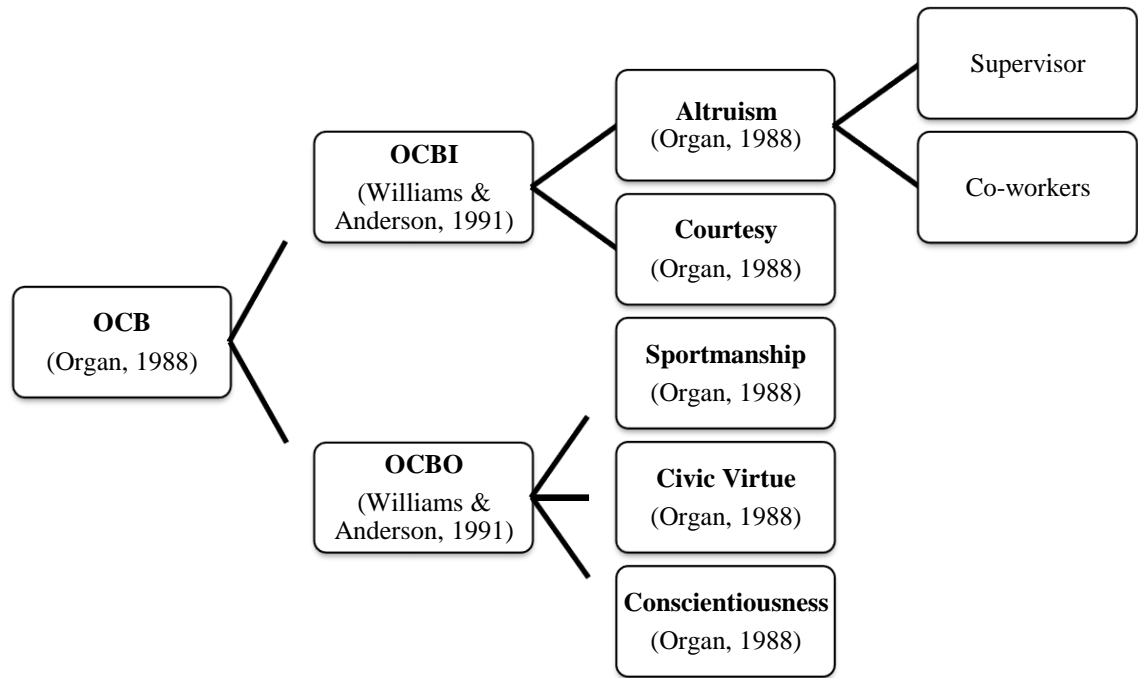 OCB
(Organ, 1988)
OCBI
(Williams &
Anderson, 1991)
OCBO
(Williams &
Anderson, 1991)
Altruism
(Organ, 1988)
Courtesy
(Organ, 1988)
Sportmanship
(Organ, 1988)
Civic Virtue
(Organ, 1988)
Conscientiousness
(Organ, 1988)
Supervisor
Co-workers